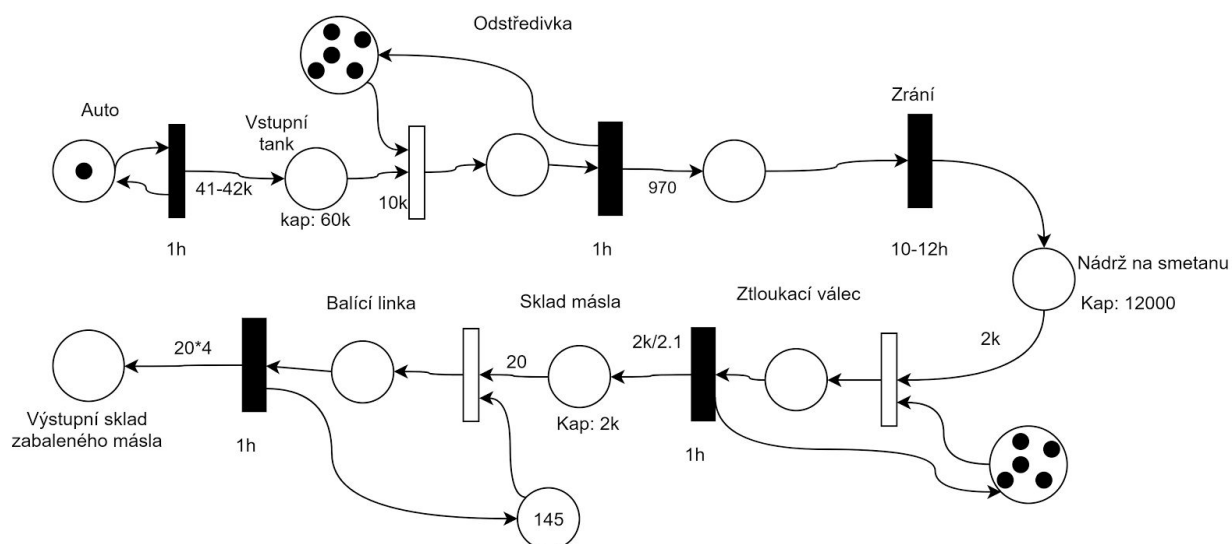 Odstředivka
Auto
Vstupní
tank
Zrání
41-42k
kap: 60k
10k
970
1h
1h
10-12h
Nádrž na smetanu
Kap: 12000
Ztloukací válec
Sklad másla
Balící linka
2k
2k/2.1
20
20*4
Kap: 2k
Výstupní sklad
zabaleného másla
1h
1h
145